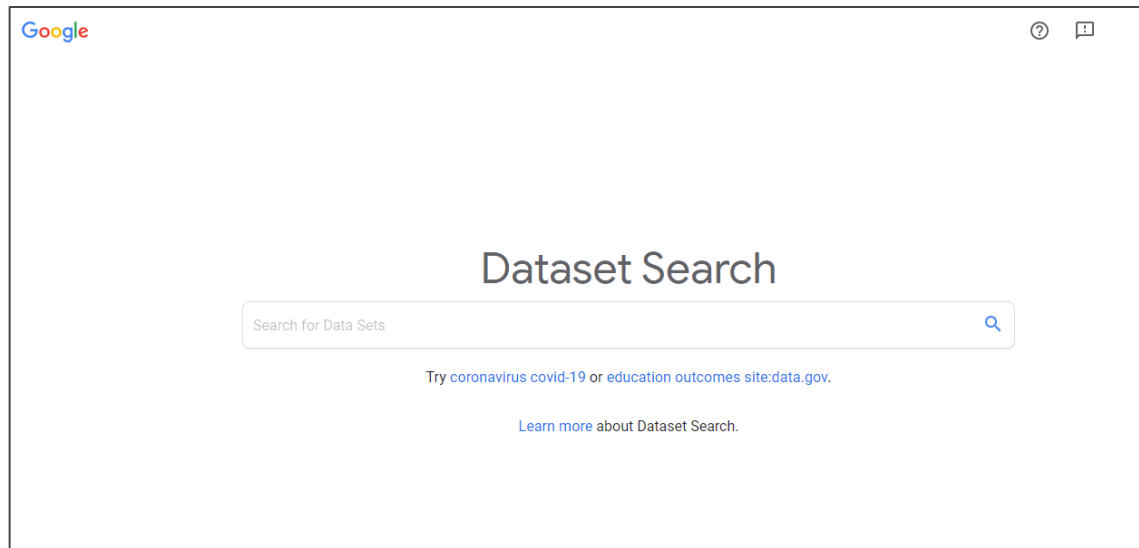 Google
Dataset Search
Search for Data Sets
Try coronavirus covid-19 or education outcomes site:data.gov.
Learn more about Dataset Search.